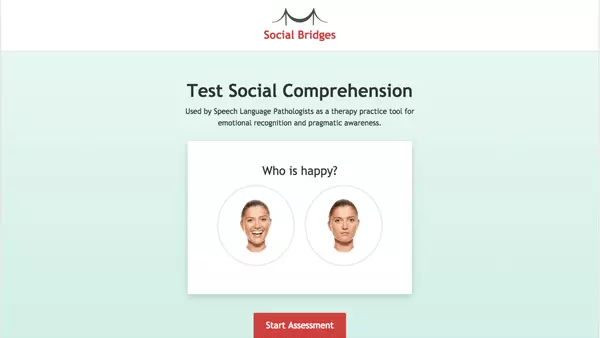 Social Bridges
Test Social Comprehension
Used by Speech Language Pathologists as a therapy practice tool for
emotional recognition and pragmatic awareness.
Who is happy?
Start Assessment